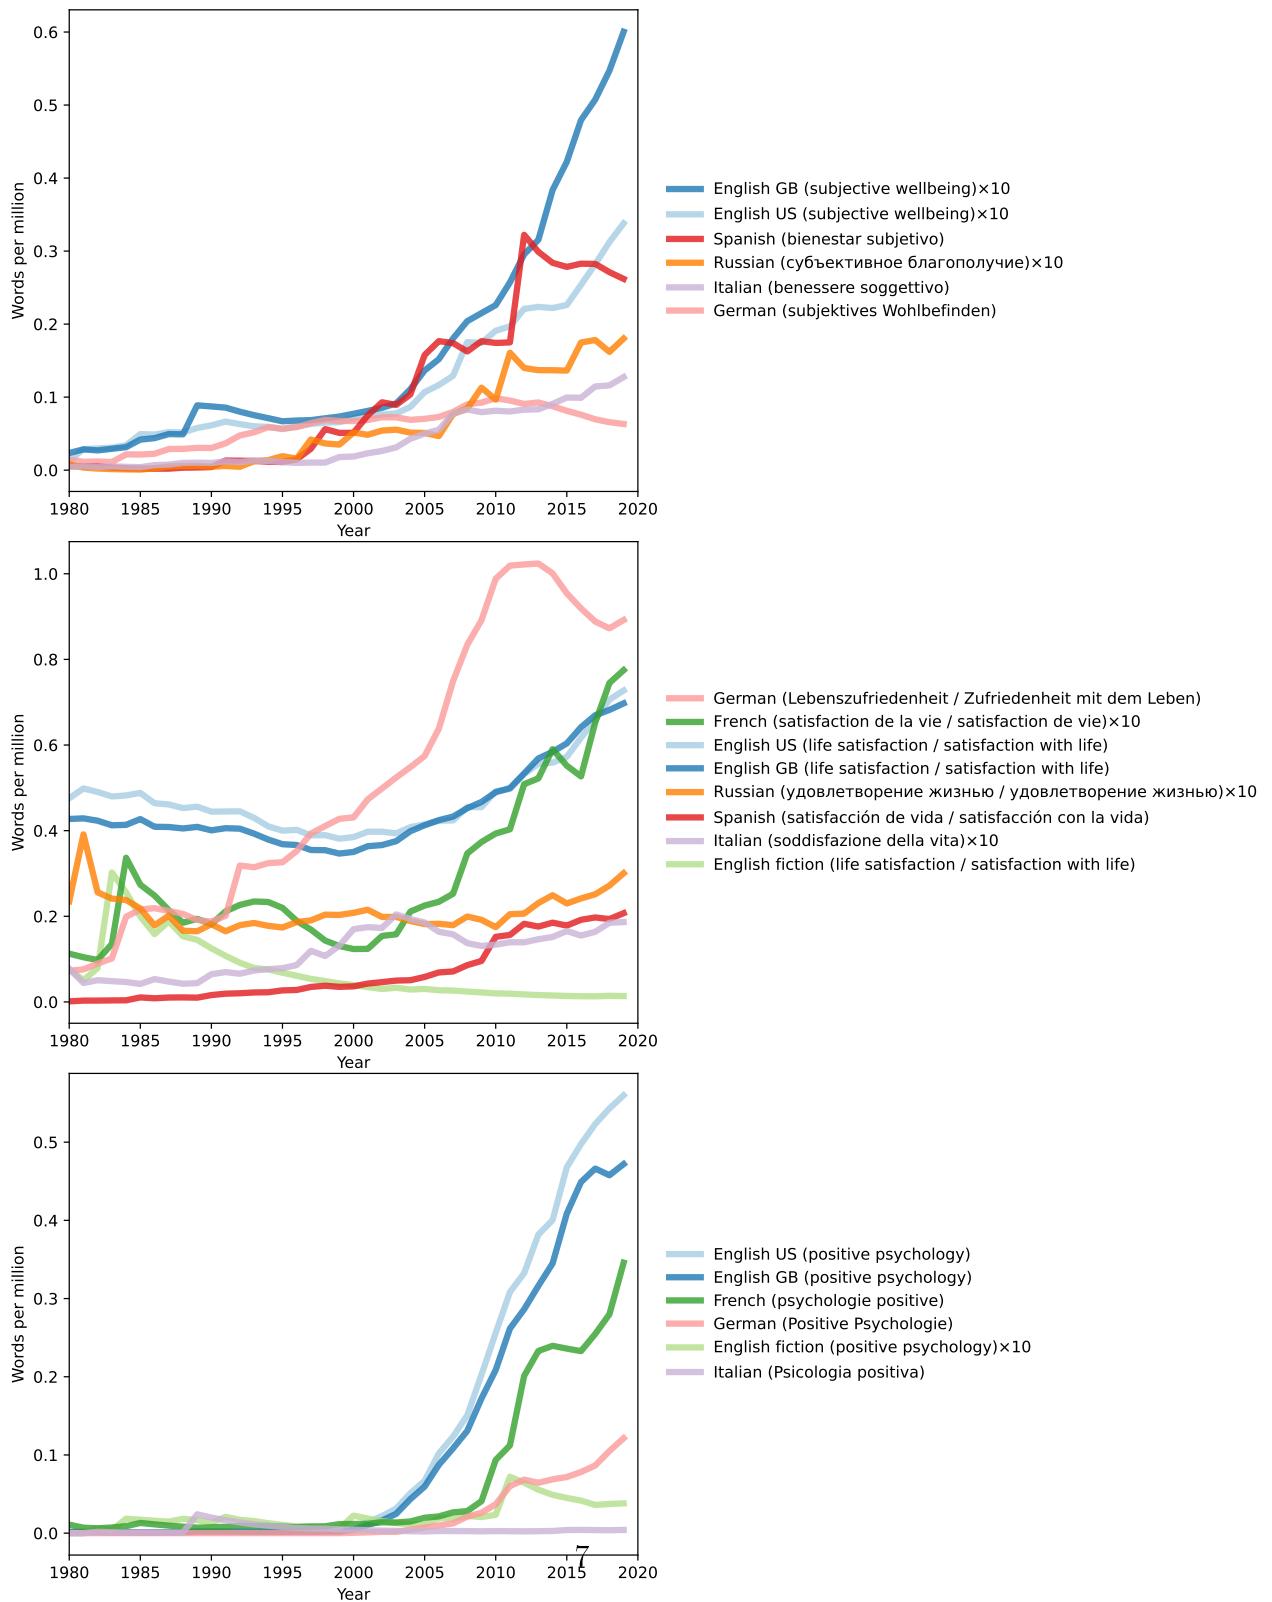 0.6
0.5
0.4
0.3
0.2
0.1
0.0
Words per million
1980 1985 1990 1995 2000 2005 2010 2015 2020
Year
English GB (subjective wellbeing)×10
English US (subjective wellbeing)×10
Spanish (bienestar subjetivo)
Russian (субъективное благополучие)×10
Italian (benessere soggettivo)
German (subjektives Wohlbefinden)
1.0
0.8
0.6
0.4
0.2
0.0
Words per million
1980 1985 1990 1995 2000 2005 2010 2015 2020
Year
German (Lebenszufriedenheit / Zufriedenheit mit dem Leben)
French (satisfaction de la vie / satisfaction de vie)×10
English US (life satisfaction / satisfaction with life)
English GB (life satisfaction / satisfaction with life)
Russian (удовлетворение жизнью / удовлетворение жизнью)×10
Spanish (satisfacción de vida / satisfacción con la vida)
Italian (soddisfazione della vita)×10
English fiction (life satisfaction / satisfaction with life)
0.5
0.4
0.3
0.2
0.1
0.0
Words per million
1980 1985 1990 1995 2000 2005 2010 2015 2020
Year
English US (positive psychology)
English GB (positive psychology)
French (psychologie positive)
German (Positive Psychologie)
English fiction (positive psychology)×10
Italian (Psicologia positiva)
7